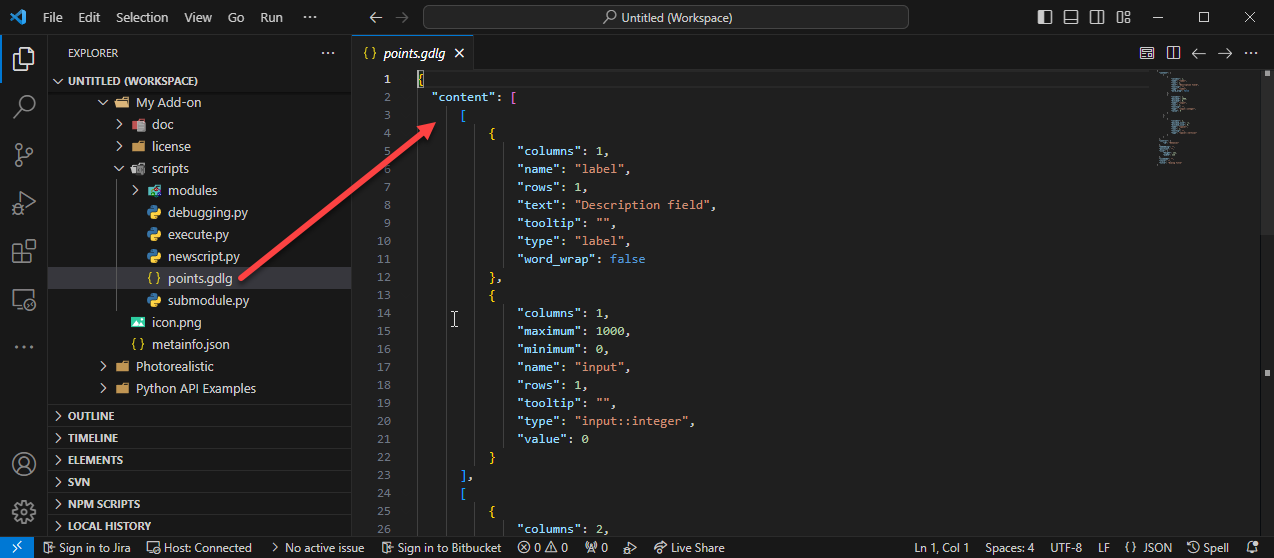 File Edit Selection View Go Run ··· Untitled (Workspace)
EXPLORER ···
UNTITLED (WORKSPACE)
My Add-on
doc
license
scripts
modules
debugging.py
execute.py
newscript.py
{} points.gdlg
submodule.py
icon.png
{} metainfo.json
Photorealistic
Python API Examples
OUTLINE
TIMELINE
ELEMENTS
SVN
NPM SCRIPTS
LOCAL HISTORY
{} points.gdlg
1 {
2 "content": [
3 [
4 {
5 "columns": 1,
6 "name": "label",
7 "rows": 1,
8 "text": "Description field",
9 "tooltip": "",
10 "type": "label",
11 "word_wrap": false
12 },
13 {
14 "columns": 1,
15 "maximum": 1000,
16 "minimum": 0,
17 "name": "input",
18 "rows": 1,
19 "tooltip": "",
20 "type": "input::integer",
21 "value": 0
22 }
23 ],
24 [
25 {
26 "columns": 2,
Sign in to Jira Host: Connected No active issue Sign in to Bitbucket 0 0 0 Live Share Ln 1, Col 1 Spaces: 4 UTF-8 LF {} JSON Spell